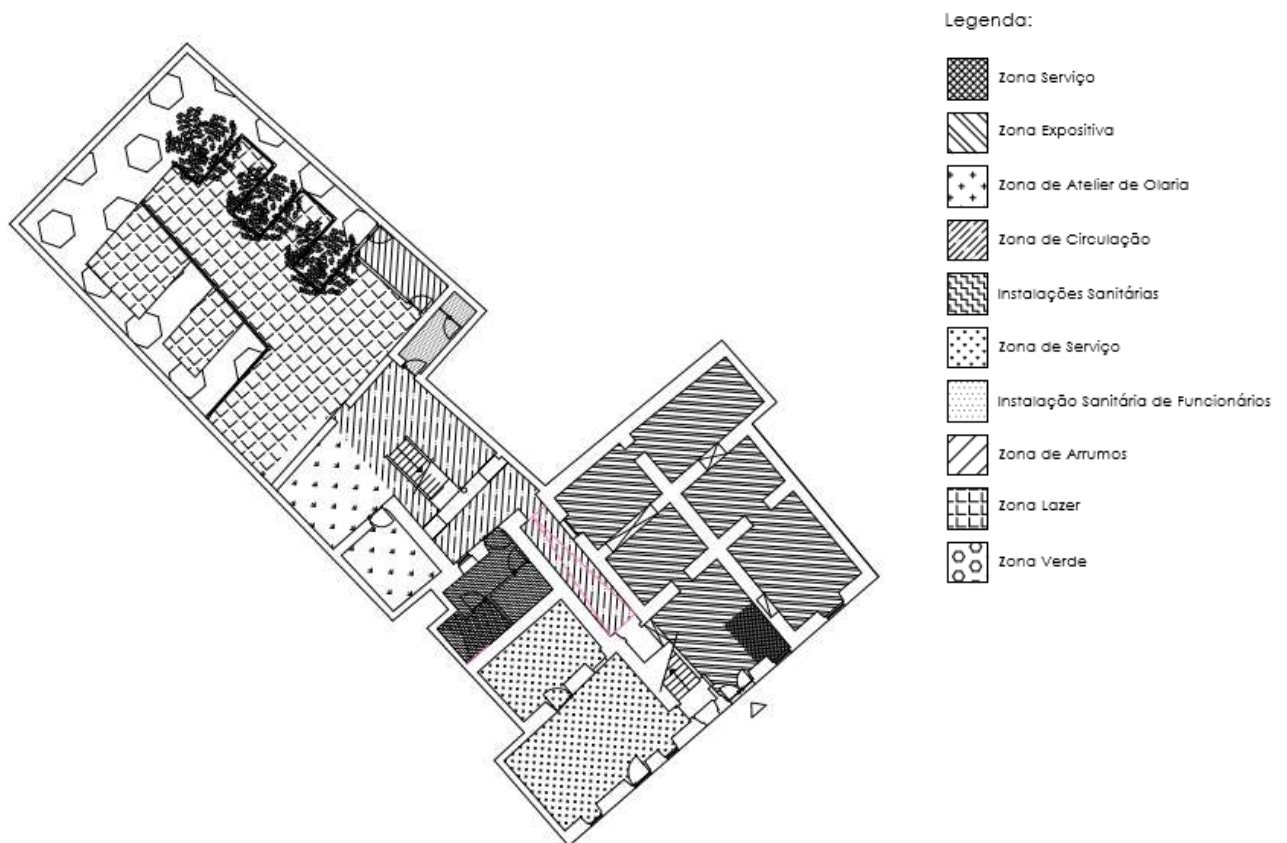 Legenda:
Zona Serviço
Zona Expositiva
Zona de Atelier de Olaria
Zona de Circulação
Instalações Sanitárias
Zona de Serviço
Instalação Sanitária de Funcionários
Zona de Arrumos
Zona Lazer
Zona Verde